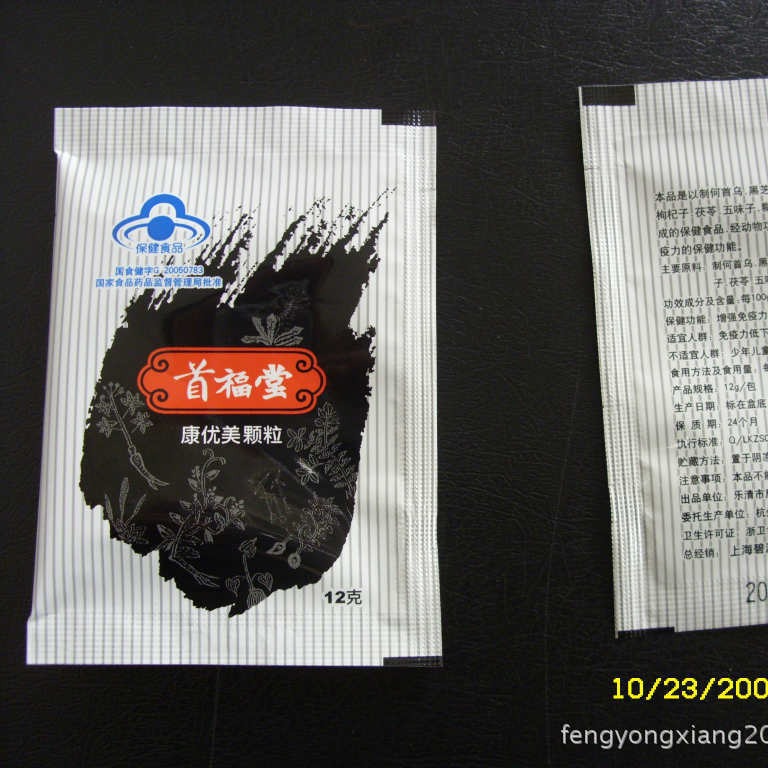 保健食品
国食健字G 20050783
国家食品药品监督管理局批准
首福堂
康优美颗粒
12克
本品是以制何首乌.黑芝
枸杞子 茯苓 五味子.
成的保健食品.经动物功
疫力的保健功能。
主要原料: 制何首乌.黑
子 茯苓 五味
功效成分及含量:每100g
保健功能: 增强免疫力
适宜人群: 免疫力低下
不适宜人群: 少年儿童
食用方法及食用量: 每
产品规格: 12g/包
生产日期: 标在盒底
保 质 期: 24个月
执行标准: Q/LKZS
贮藏方法: 置于阴凉
注意事项: 本品不能
出品单位: 乐清市
委托生产单位: 杭州
卫生许可证: 浙卫
总经销: 上海碧
20
10/23/200
fengyongxiang20